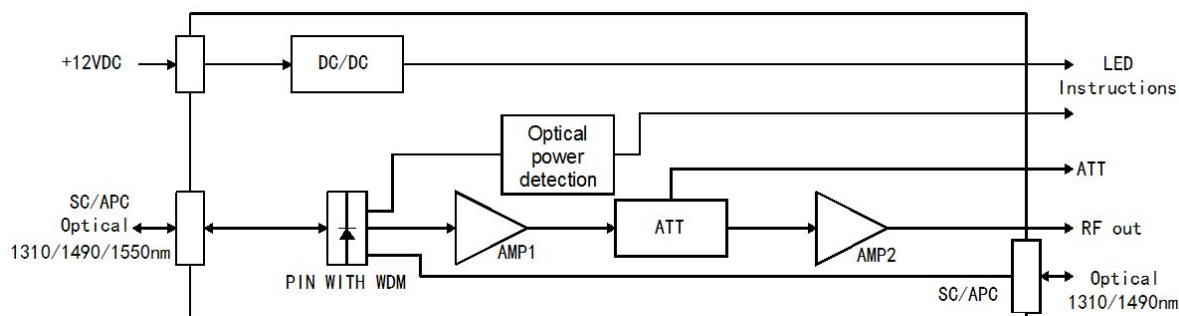 +12VDC
DC/DC
LED
Instructions
Optical
power
detection
ATT
SC/APC
Optical
1310/1490/1550nm
PIN WITH WDM
AMP1
ATT
AMP2
RF out
SC/APC
Optical
1310/1490nm